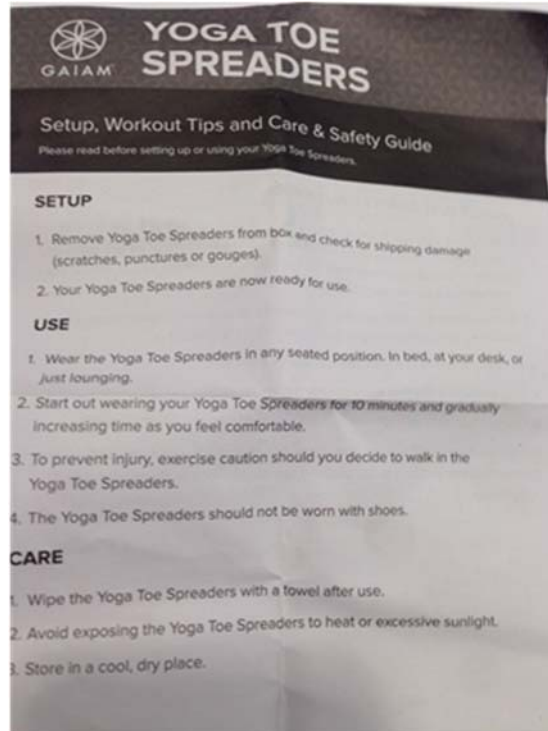 GAIAM
YOGA TOE
SPREADERS
Setup, Workout Tips and Care & Safety Guide
Please read before setting up or using your Yoga Toe Spreaders.
SETUP
1. Remove Yoga Toe Spreaders from box and check for shipping damage
(scratches, punctures or gouges).
2. Your Yoga Toe Spreaders are now ready for use.
USE
1. Wear the Yoga Toe Spreaders in any seated position. In bed, at your desk, or
just lounging.
2. Start out wearing your Yoga Toe Spreaders for 10 minutes and gradually
increasing time as you feel comfortable.
3. To prevent injury, exercise caution should you decide to walk in the
Yoga Toe Spreaders.
4. The Yoga Toe Spreaders should not be worn with shoes.
CARE
1. Wipe the Yoga Toe Spreaders with a towel after use.
2. Avoid exposing the Yoga Toe Spreaders to heat or excessive sunlight.
3. Store in a cool, dry place.